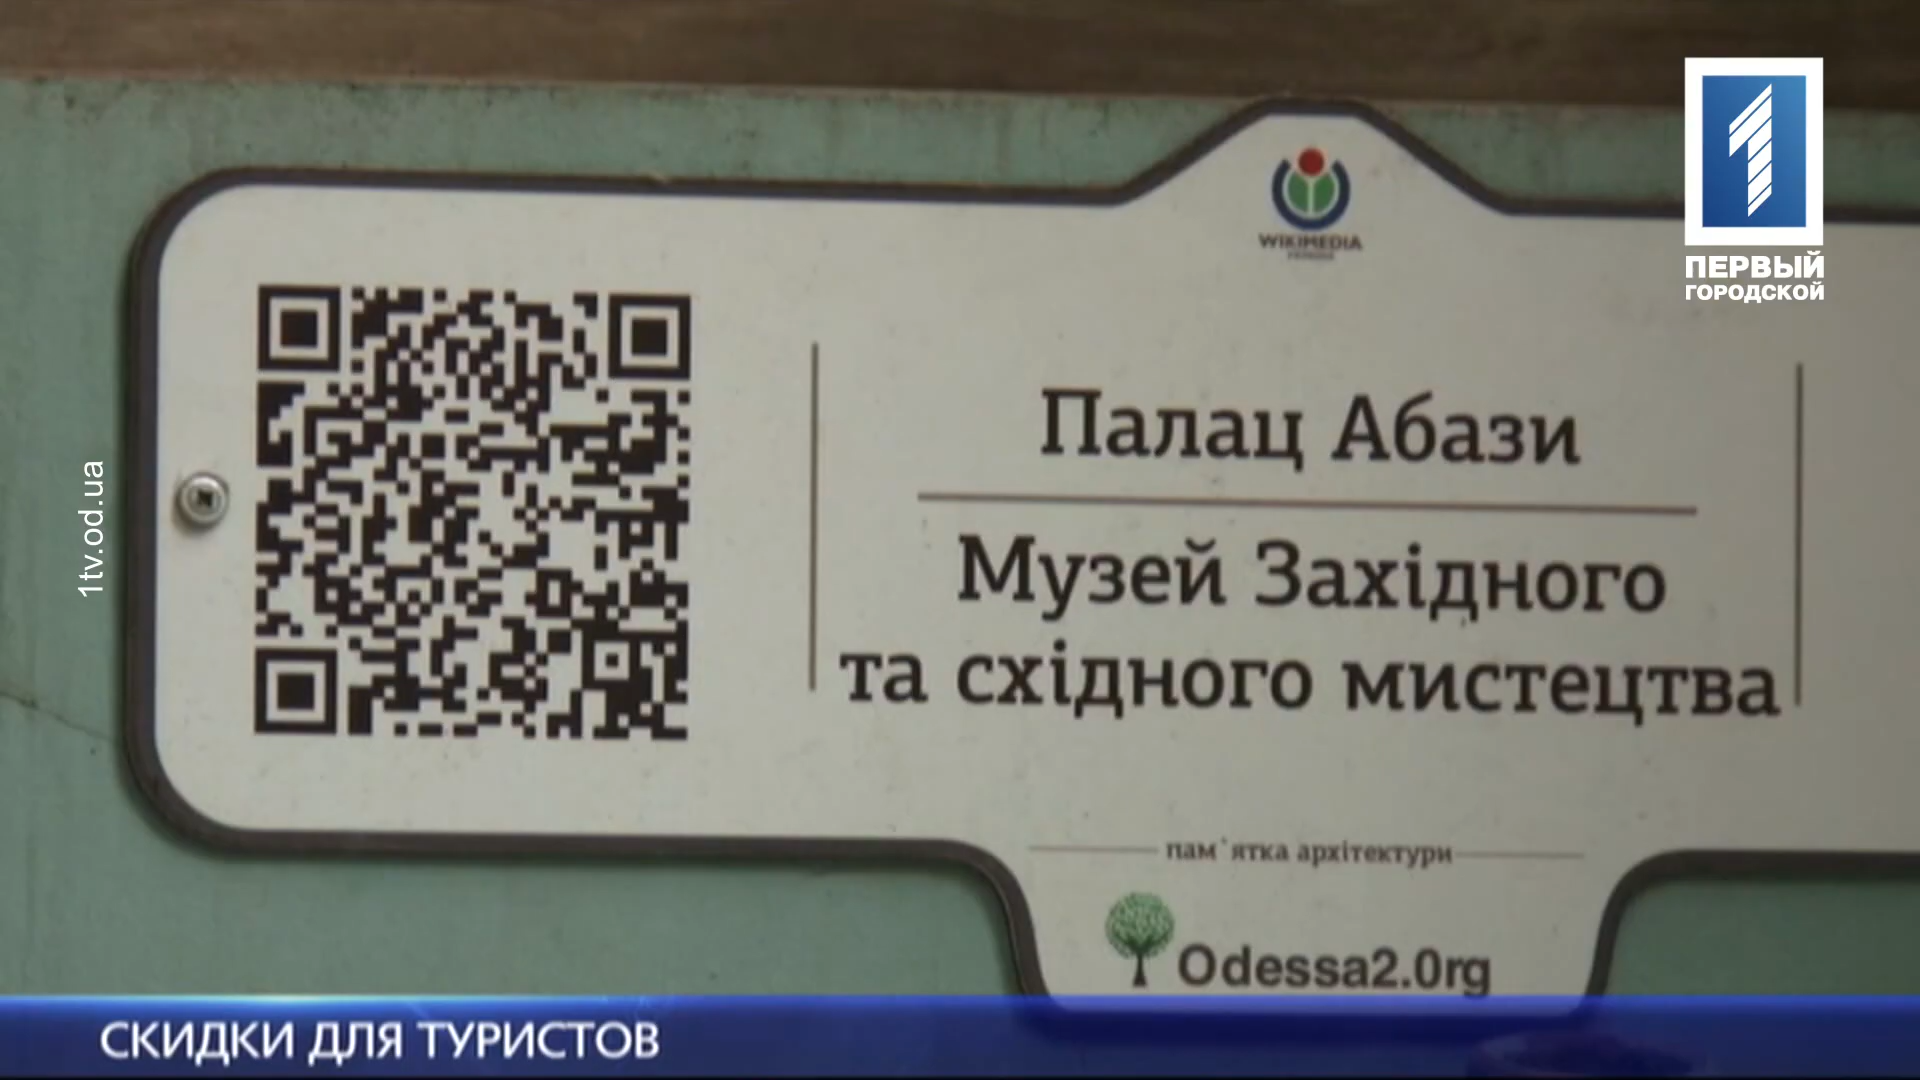 ПЕРВЫЙ
ГОРОДСКОЙ
1tv.od.ua
WIKIMEDIA
Палац Абази
Музей Західного
та східного мистецтва
пам`ятка архітектури
Odessa2.0rg
СКИДКИ ДЛЯ ТУРИСТОВ